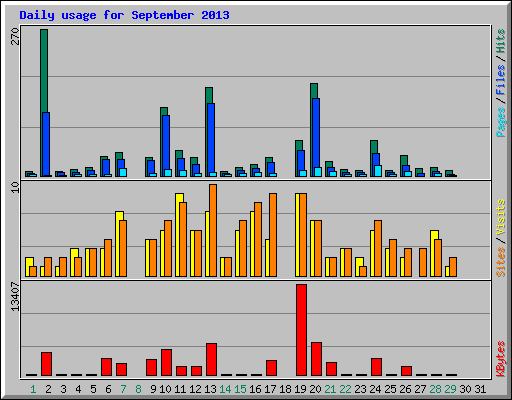 Daily usage for September 2013
270
Pages/Files/Hits
10
Sites/Visits
13407
KBytes
1 2 3 4 5 6 7 8 9 10 11 12 13 14 15 16 17 18 19 20 21 22 23 24 25 26 27 28 29 30 31